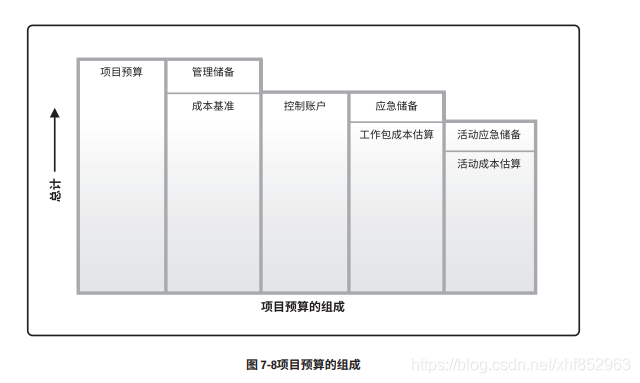 项目预算 管理储备
成本基准 控制账户 应急储备
工作包成本估算 活动应急储备
活动成本估算
总计
项目预算的组成
图 7-8项目预算的组成
https://blog.csdn.net/xhf852963